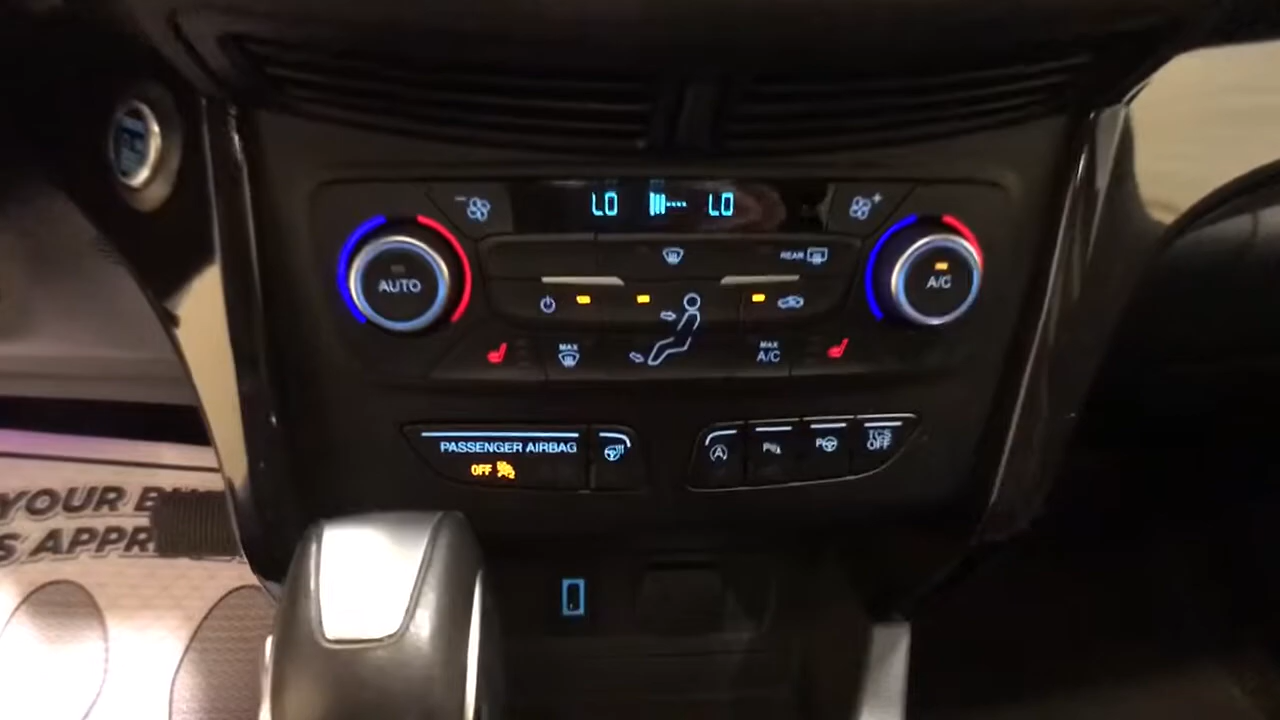 LO LO
REAR
AUTO
A/C
MAX
MAX
A/C
PASSENGER AIRBAG
OFF
A
P
P
TCS
OFF
YOUR
APPR